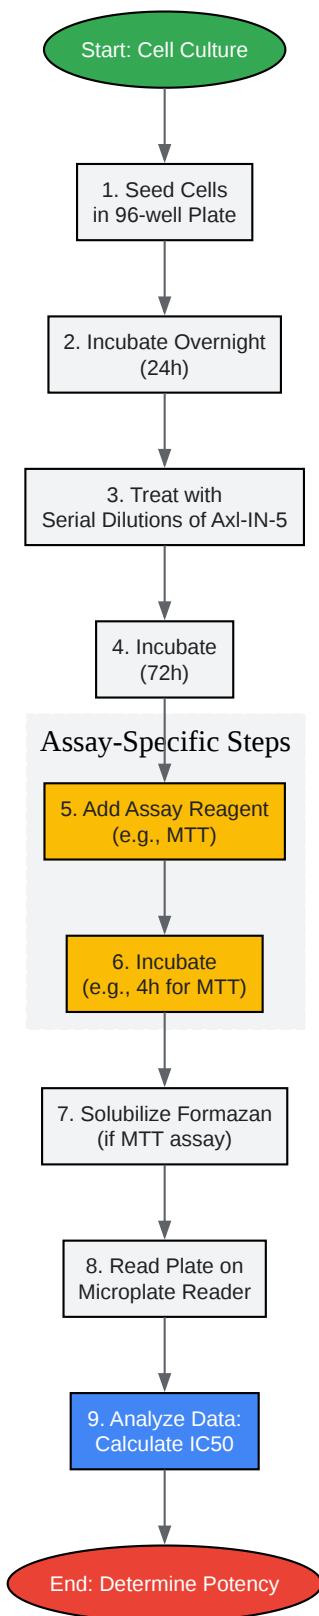 Start: Cell Culture
1. Seed Cells
in 96-well Plate
2. Incubate Overnight
(24h)
3. Treat with
Serial Dilutions of Axl-IN-5
4. Incubate
(72h)
Assay-Specific Steps
5. Add Assay Reagent
(e.g., MTT)
6. Incubate
(e.g., 4h for MTT)
7. Solubilize Formazan
(if MTT assay)
8. Read Plate on
Microplate Reader
9. Analyze Data:
Calculate IC50
End: Determine Potency